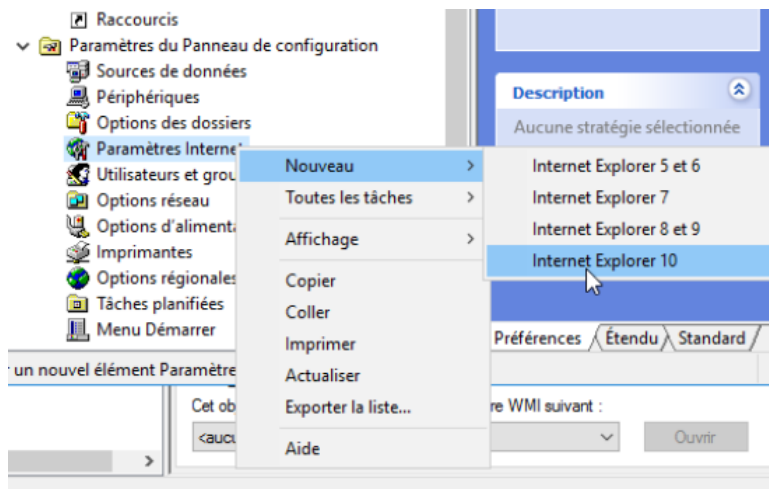 Raccourcis
Paramètres du Panneau de configuration
Sources de données
Périphériques
Options des dossiers
Paramètres Internet
Utilisateurs et grou
Options réseau
Options d'aliment
Imprimantes
Options régionales
Tâches planifiées
Menu Démarrer
Nouveau
Toutes les tâches
Affichage
Copier
Coller
Imprimer
Actualiser
Exporter la liste...
Aide
Description
Aucune stratégie sélectionnée
Internet Explorer 5 et 6
Internet Explorer 7
Internet Explorer 8 et 9
Internet Explorer 10
Préférences Étendu Standard
un nouvel élément Paramètre
Cet ob re WMI suivant :
<aucu Ouvrir